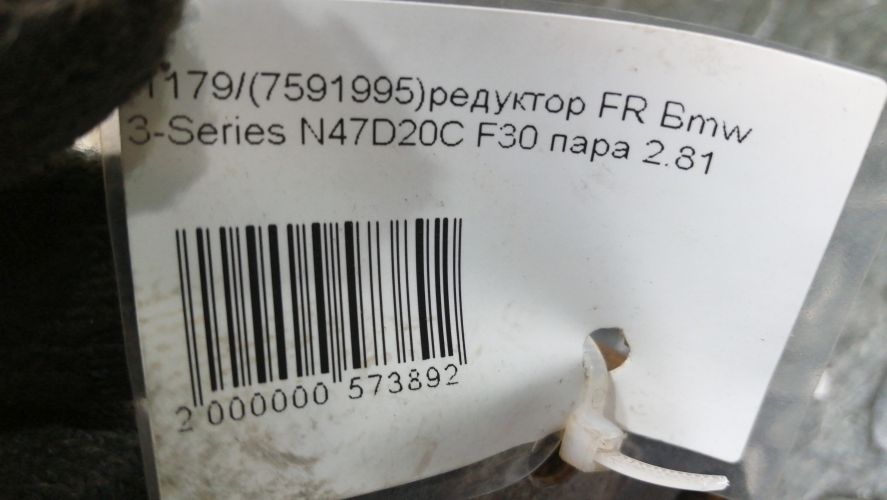 1179/(7591995)редуктор FR Bmw
3-Series N47D20C F30 пара 2.81
2 000000 573892